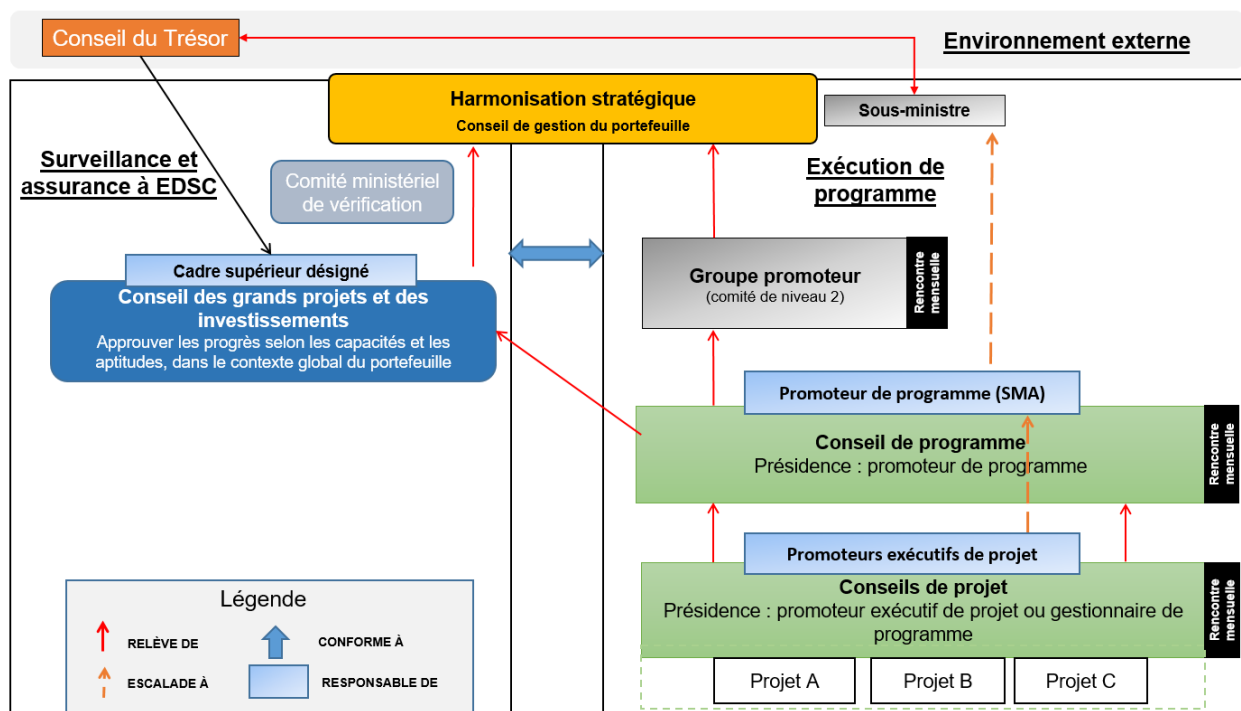 Conseil du Trésor
Environnement externe
Harmonisation stratégique
Conseil de gestion du portefeuille
Sous-ministre
Surveillance et
assurance à EDSC
Comité ministériel
de vérification
Exécution de
programme
Cadre supérieur désigné
Conseil des grands projets et des
investissements
Approuver les progrès selon les capacités et les
aptitudes, dans le contexte global du portefeuille
Groupe promoteur
(comité de niveau 2)
Rencontre
mensuelle
Promoteur de programme (SMA)
Conseil de programme
Présidence : promoteur de programme
Rencontre
mensuelle
Promoteurs exécutifs de projet
Conseils de projet
Présidence : promoteur exécutif de projet ou gestionnaire de
programme
Rencontre
mensuelle
Projet A
Projet B
Projet C
Légende
RELÈVE DE
CONFORME À
ESCALADE À
RESPONSABLE DE